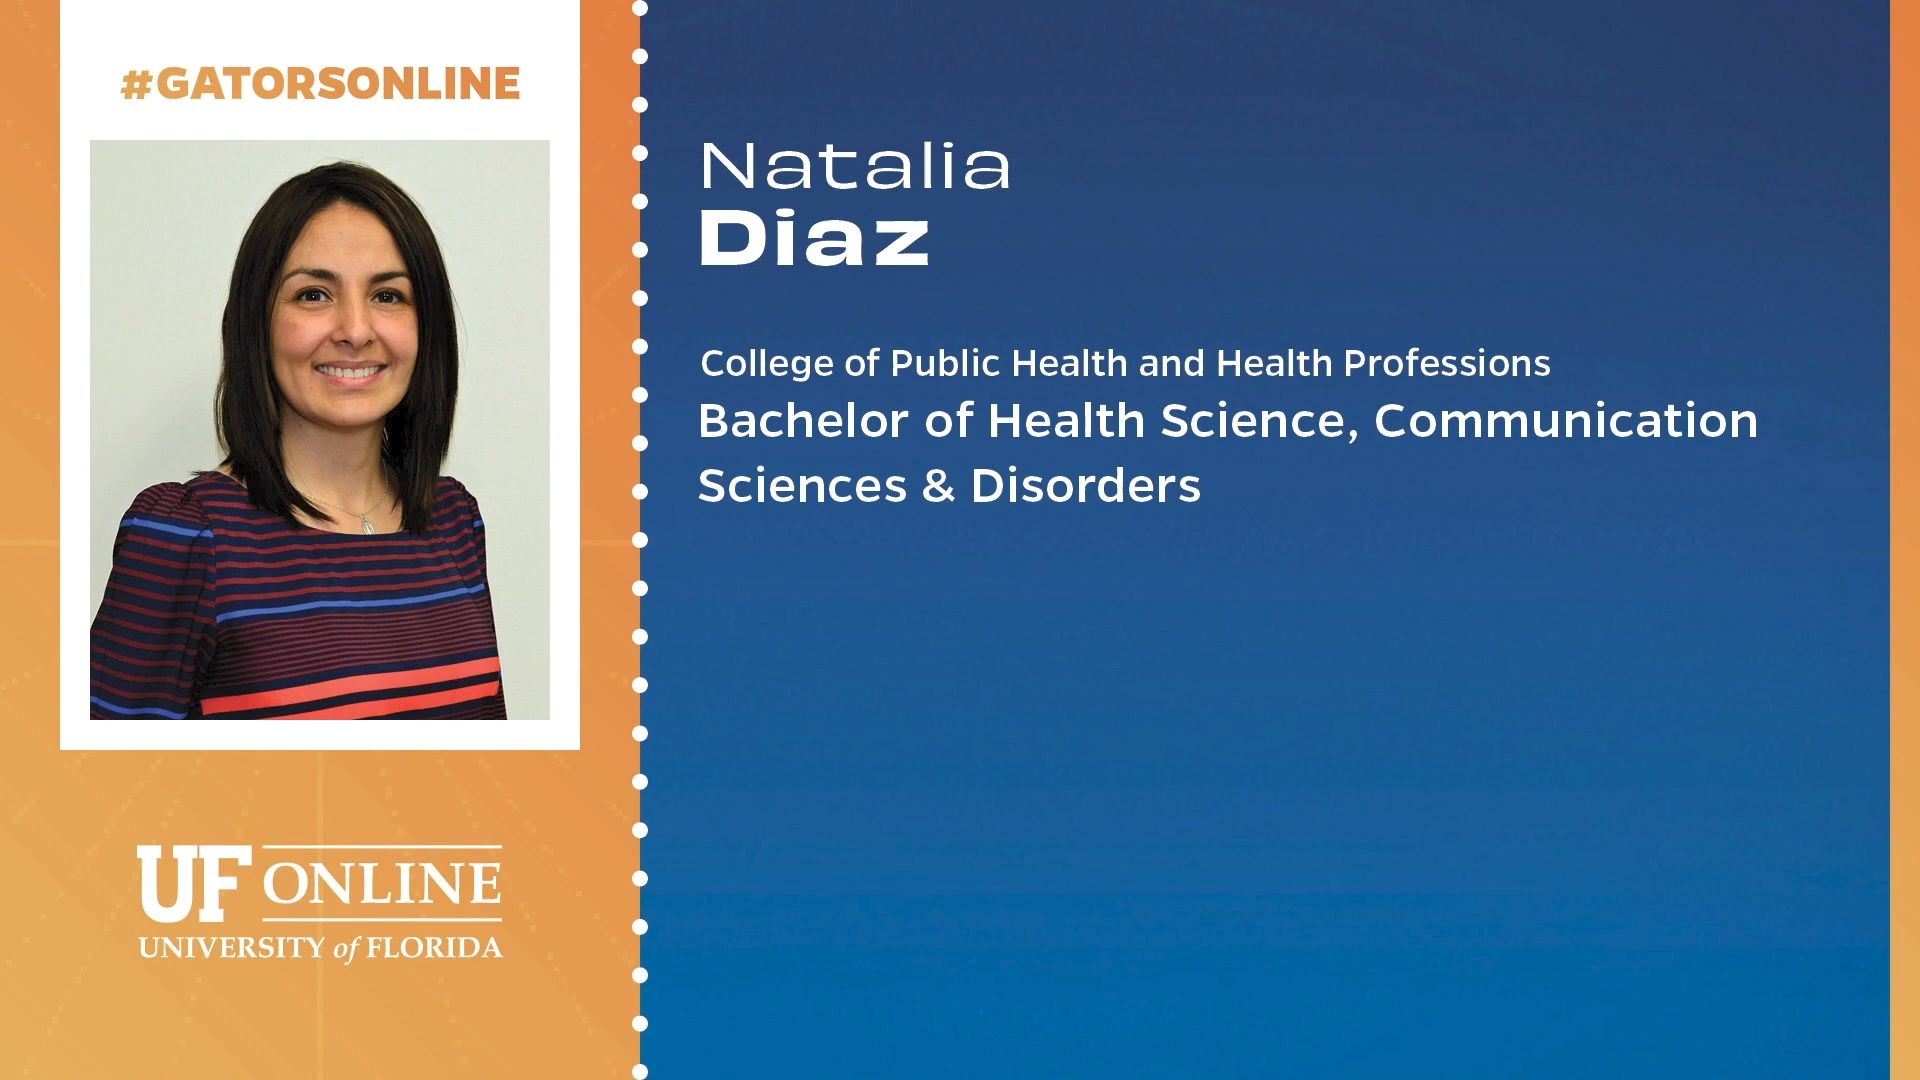 #GATORSONLINE
Natalia
Diaz
College of Public Health and Health Professions
Bachelor of Health Science, Communication
Sciences & Disorders
UF ONLINE
UNIVERSITY of FLORIDA